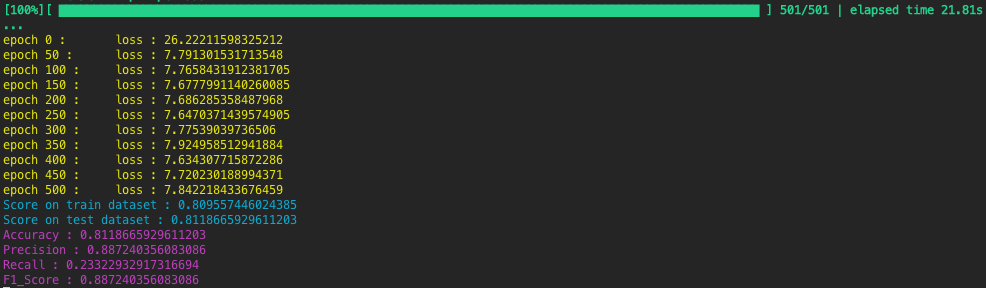 [100%][ ] 501/501 | elapsed time 21.81s
...
epoch 0 : loss : 26.22211598325212
epoch 50 : loss : 7.791301531713548
epoch 100 : loss : 7.7658431912381705
epoch 150 : loss : 7.6777991140260085
epoch 200 : loss : 7.686285358487968
epoch 250 : loss : 7.6470371439574905
epoch 300 : loss : 7.77539039736506
epoch 350 : loss : 7.924958512941884
epoch 400 : loss : 7.634307715872286
epoch 450 : loss : 7.720230188994371
epoch 500 : loss : 7.842218433676459
Score on train dataset : 0.809557446024385
Score on test dataset : 0.8118665929611203
Accuracy : 0.8118665929611203
Precision : 0.887240356083086
Recall : 0.23322932917316694
F1_Score : 0.887240356083086